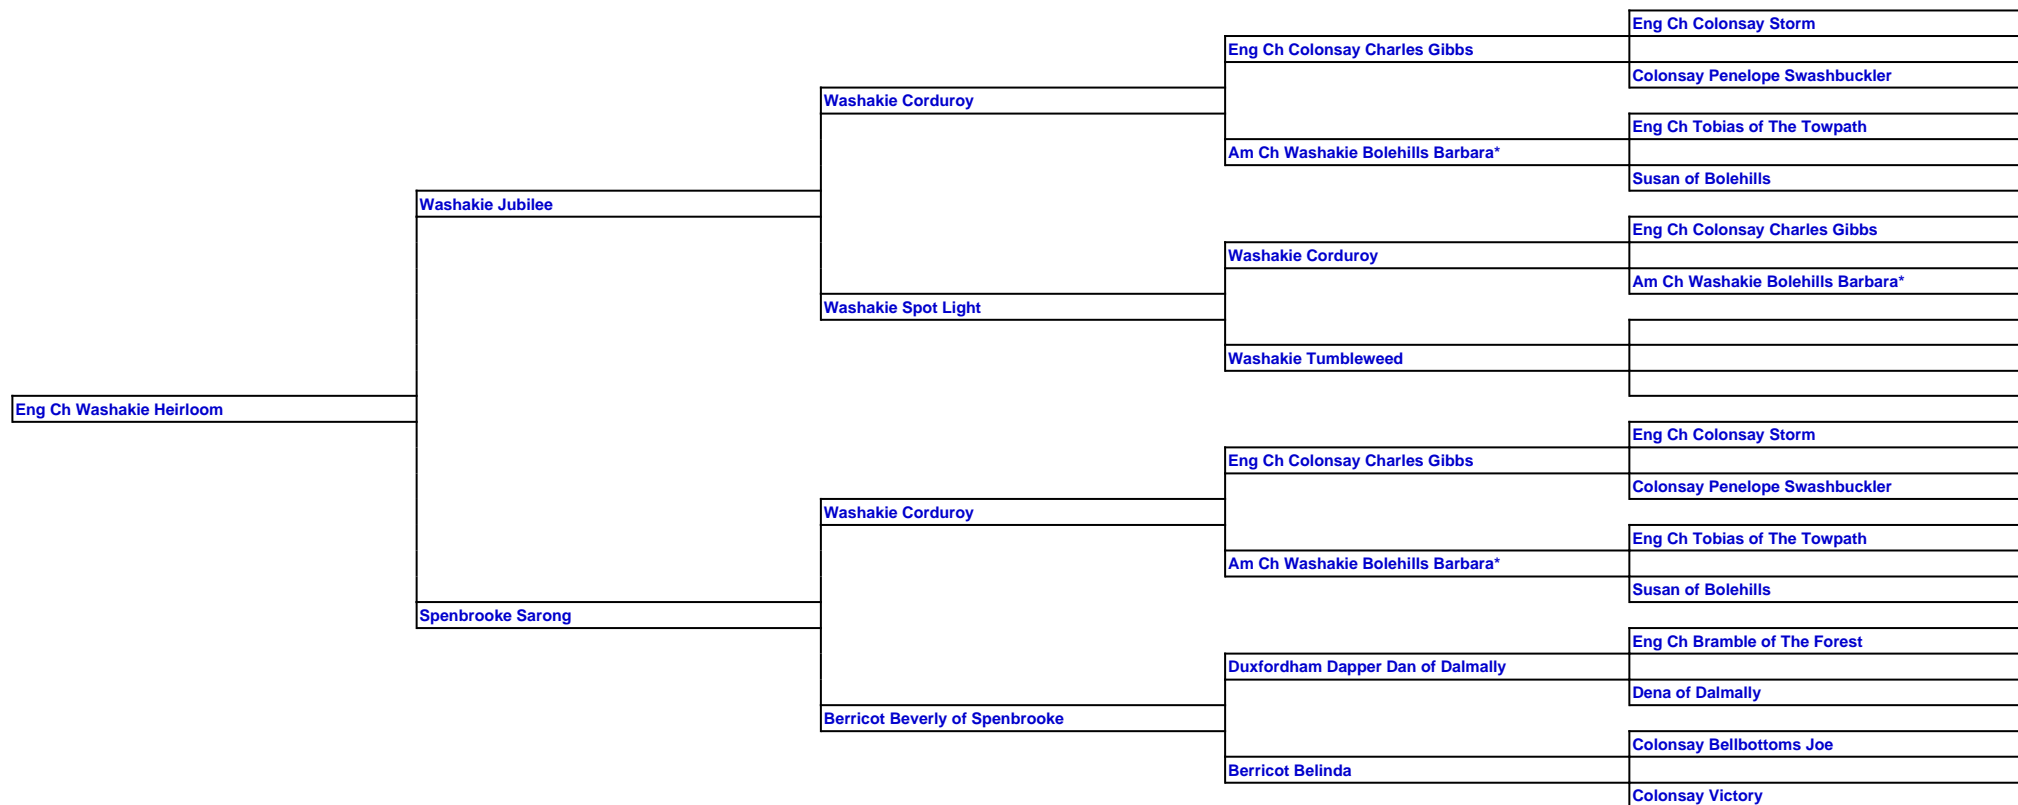 Eng Ch Colonsay Storm
Eng Ch Colonsay Charles Gibbs
Colonsay Penelope Swashbuckler
Washakie Corduroy
Eng Ch Tobias of The Towpath
Am Ch Washakie Bolehills Barbara*
Susan of Bolehills
Washakie Jubilee
Eng Ch Colonsay Charles Gibbs
Washakie Corduroy
Am Ch Washakie Bolehills Barbara*
Washakie Spot Light
Washakie Tumbleweed
Eng Ch Washakie Heirloom
Eng Ch Colonsay Storm
Eng Ch Colonsay Charles Gibbs
Colonsay Penelope Swashbuckler
Washakie Corduroy
Eng Ch Tobias of The Towpath
Am Ch Washakie Bolehills Barbara*
Susan of Bolehills
Spenbrooke Sarong
Eng Ch Bramble of The Forest
Duxfordham Dapper Dan of Dalmally
Dena of Dalmally
Berricot Beverly of Spenbrooke
Colonsay Bellbottoms Joe
Berricot Belinda
Colonsay Victory